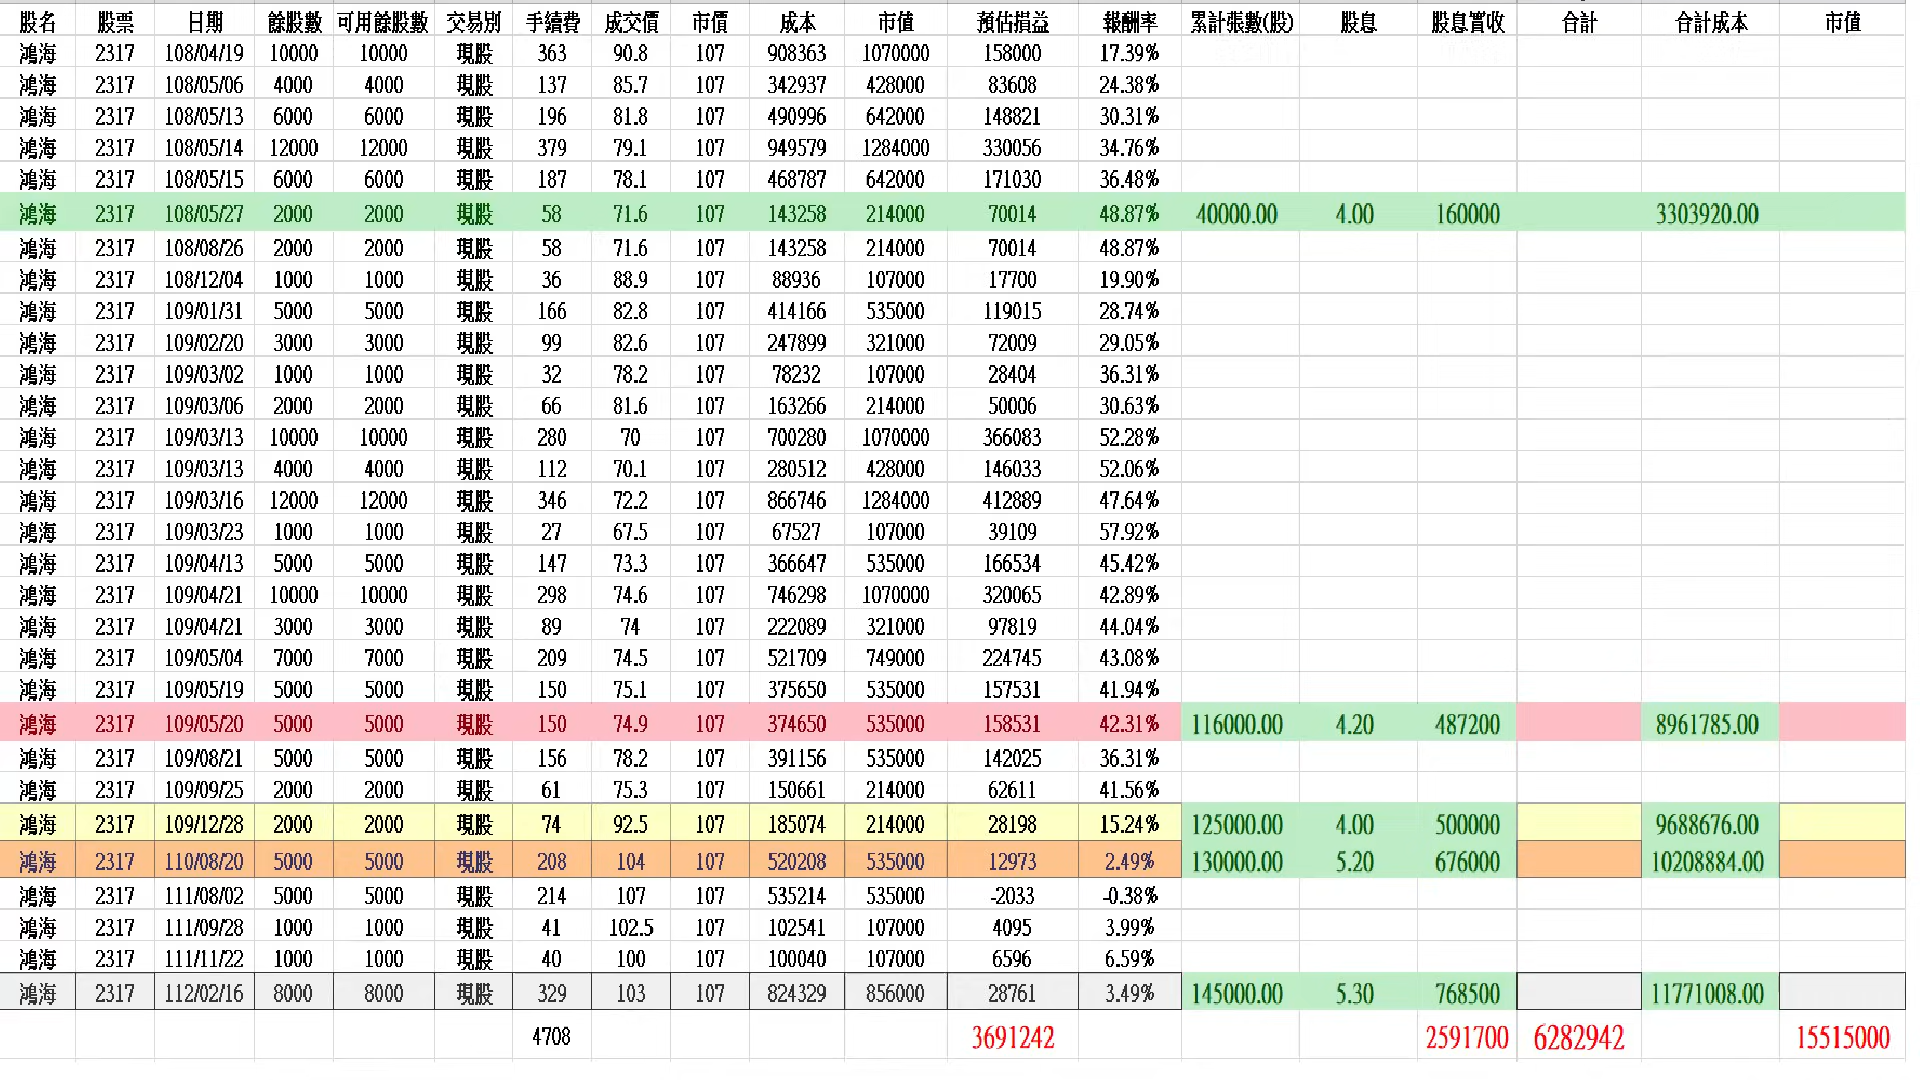 股名 股票 日期 餘股數 可用餘股數 交易別 手續費 成交價 市價 成本 市值 預估損益 報酬率 累計張數(股) 股息 股息實收 合計 合計成本 市值
鴻海 2317 108/04/19 10000 10000 現股 363 90.8 107 908363 1070000 158000 17.39%
鴻海 2317 108/05/06 4000 4000 現股 137 85.7 107 342937 428000 83608 24.38%
鴻海 2317 108/05/13 6000 6000 現股 196 81.8 107 490996 642000 148821 30.31%
鴻海 2317 108/05/14 12000 12000 現股 379 79.1 107 949579 1284000 330056 34.76%
鴻海 2317 108/05/15 6000 6000 現股 187 78.1 107 468787 642000 171030 36.48%
鴻海 2317 108/05/27 2000 2000 現股 58 71.6 107 143258 214000 70014 48.87% 40000.00 4.00 160000 3303920.00
鴻海 2317 108/08/26 2000 2000 現股 58 71.6 107 143258 214000 70014 48.87%
鴻海 2317 108/12/04 1000 1000 現股 36 88.9 107 88936 107000 17700 19.90%
鴻海 2317 109/01/31 5000 5000 現股 166 82.8 107 414166 535000 119015 28.74%
鴻海 2317 109/02/20 3000 3000 現股 99 82.6 107 247899 321000 72009 29.05%
鴻海 2317 109/03/02 1000 1000 現股 32 78.2 107 78232 107000 28404 36.31%
鴻海 2317 109/03/06 2000 2000 現股 66 81.6 107 163266 214000 50006 30.63%
鴻海 2317 109/03/13 10000 10000 現股 280 70 107 700280 1070000 366083 52.28%
鴻海 2317 109/03/13 4000 4000 現股 112 70.1 107 280512 428000 146033 52.06%
鴻海 2317 109/03/16 12000 12000 現股 346 72.2 107 866746 1284000 412889 47.64%
鴻海 2317 109/03/23 1000 1000 現股 27 67.5 107 67527 107000 39109 57.92%
鴻海 2317 109/04/13 5000 5000 現股 147 73.3 107 366647 535000 166534 45.42%
鴻海 2317 109/04/21 10000 10000 現股 298 74.6 107 746298 1070000 320065 42.89%
鴻海 2317 109/04/21 3000 3000 現股 89 74 107 222089 321000 97819 44.04%
鴻海 2317 109/05/04 7000 7000 現股 209 74.5 107 521709 749000 224745 43.08%
鴻海 2317 109/05/19 5000 5000 現股 150 75.1 107 375650 535000 157531 41.94%
鴻海 2317 109/05/20 5000 5000 現股 150 74.9 107 374650 535000 158531 42.31% 116000.00 4.20 487200 8961785.00
鴻海 2317 109/08/21 5000 5000 現股 156 78.2 107 391156 535000 142025 36.31%
鴻海 2317 109/09/25 2000 2000 現股 61 75.3 107 150661 214000 62611 41.56%
鴻海 2317 109/12/28 2000 2000 現股 74 92.5 107 185074 214000 28198 15.24% 125000.00 4.00 500000 9688676.00
鴻海 2317 110/08/20 5000 5000 現股 208 104 107 520208 535000 12973 2.49% 130000.00 5.20 676000 10208884.00
鴻海 2317 111/08/02 5000 5000 現股 214 107 107 535214 535000 -2033 -0.38%
鴻海 2317 111/09/28 1000 1000 現股 41 102.5 107 102541 107000 4095 3.99%
鴻海 2317 111/11/22 1000 1000 現股 40 100 107 100040 107000 6596 6.59%
鴻海 2317 112/02/16 8000 8000 現股 329 103 107 824329 856000 28761 3.49% 145000.00 5.30 768500 11771008.00
4708 3691242 2591700 6282942 15515000